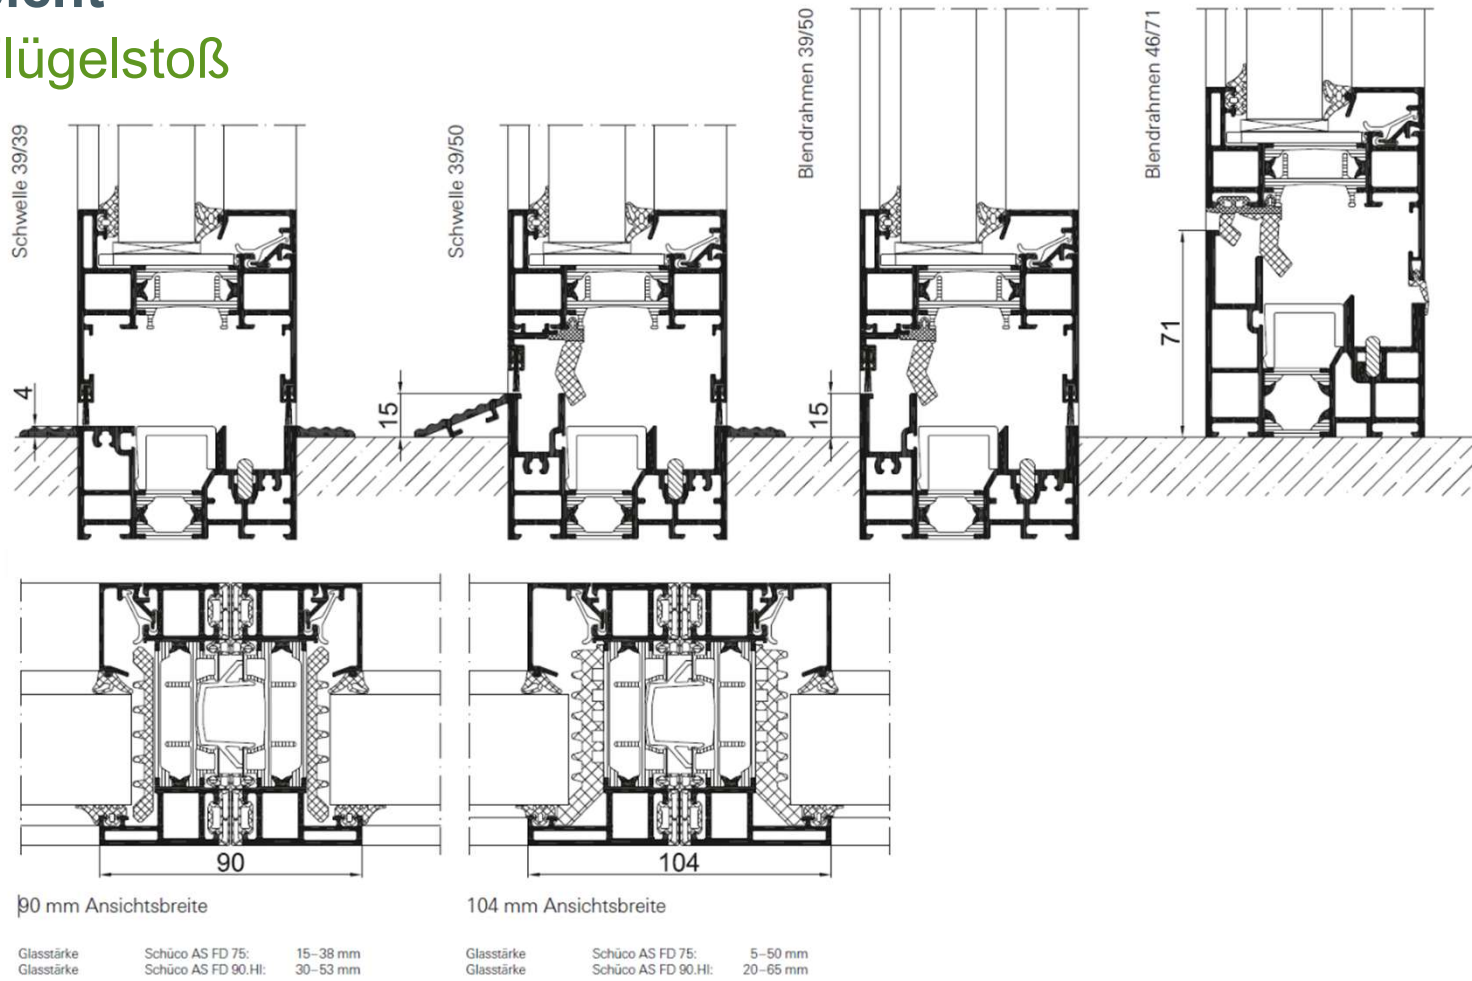 lügelstoß
Schwelle 39/39
Schwelle 39/50
Blendrahmen 39/50
Blendrahmen 46/71
4
15
15
71
90
104
90 mm Ansichtsbreite
104 mm Ansichtsbreite
Glasstärke Schüco AS FD 75: 15–38 mm
Glasstärke Schüco AS FD 90.HI: 30–53 mm
Glasstärke Schüco AS FD 75: 5–50 mm
Glasstärke Schüco AS FD 90.HI: 20–65 mm